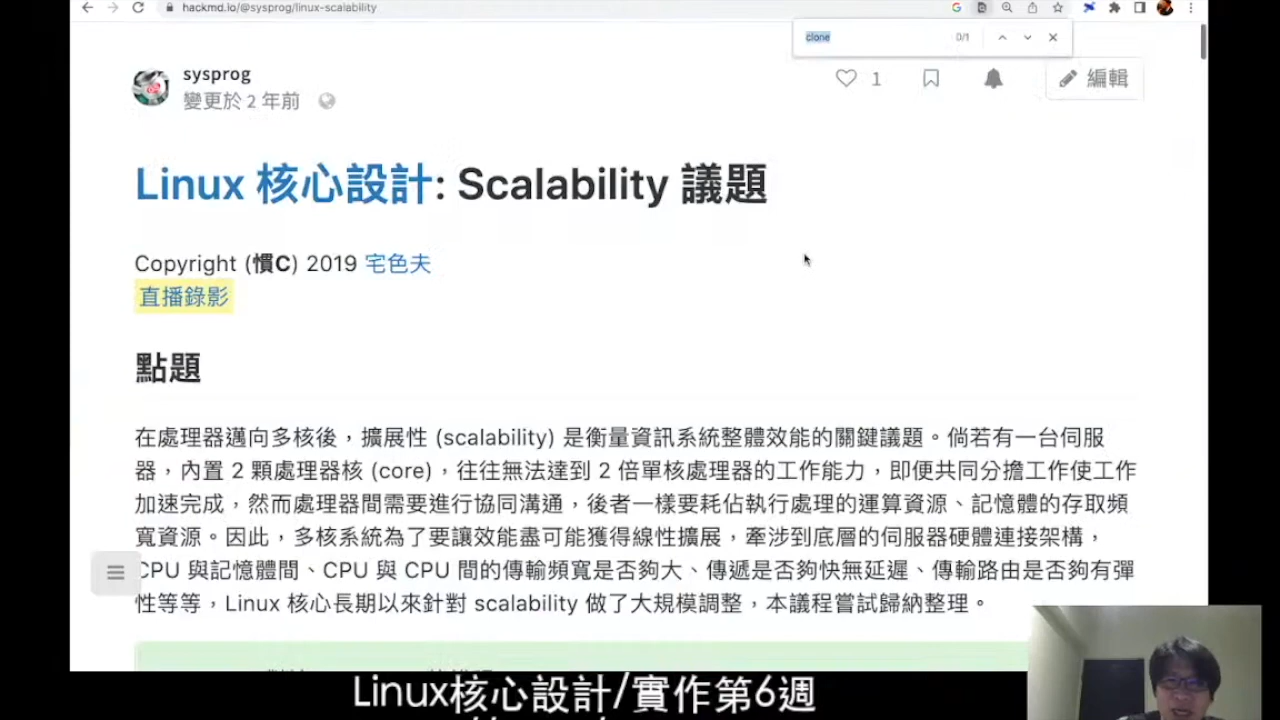 hackmd.io/@sysprog/linux-scalability
clone
0/1
sysprog
變更於 2 年前
1
編輯
Linux 核心設計: Scalability 議題
Copyright (慣C) 2019 宅色夫
直播錄影
點題
在處理器邁向多核後，擴展性 (scalability) 是衡量資訊系統整體效能的關鍵議題。倘若有一台伺服
器，內置 2 顆處理器核 (core)，往往無法達到 2 倍單核處理器的工作能力，即便共同分擔工作使工作
加速完成，然而處理器間需要進行協同溝通，後者一樣要耗佔執行處理的運算資源、記憶體的存取頻
寬資源。因此，多核系統為了要讓效能盡可能獲得線性擴展，牽涉到底層的伺服器硬體連接架構，
CPU 與記憶體間、CPU 與 CPU 間的傳輸頻寬是否夠大、傳遞是否夠快無延遲、傳輸路由是否夠有彈
性等等，Linux 核心長期以來針對 scalability 做了大規模調整，本議程嘗試歸納整理。
Linux核心設計/實作第6週